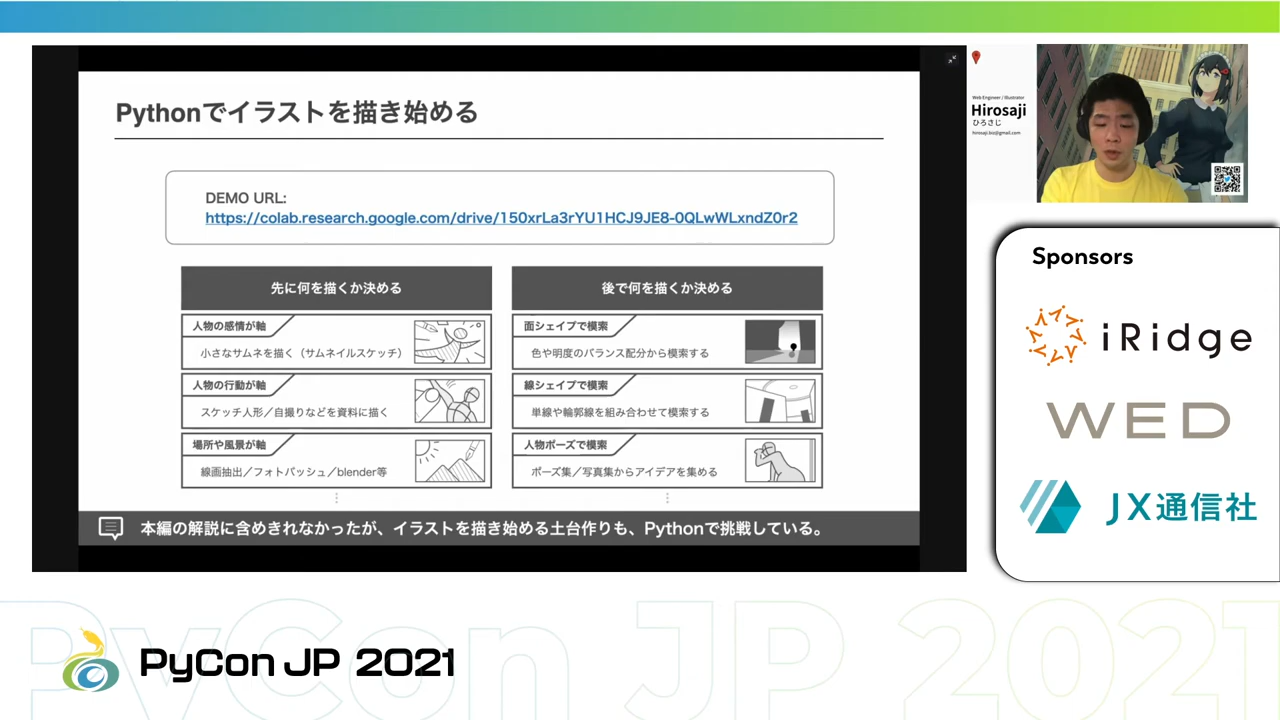 Pythonでイラストを描き始める
DEMO URL:
https://colab.research.google.com/drive/150xrLa3rYU1HCJ9JE8-0QLwWLxndZ0r2
先に何を描くか決める
人物の感情が軸
小さなサムネを描く（サムネイルスケッチ）
人物の行動が軸
スケッチ人形／自撮りなどを資料に描く
場所や風景が軸
線画抽出／フォトバッシュ／blender等
⋮
後で何を描くか決める
面シェイプで模索
色や明度のバランス配分から模索する
線シェイプで模索
単線や輪郭線を組み合わせて模索する
人物ポーズで模索
ポーズ集／写真集からアイデアを集める
⋮
本編の解説に含めきれなかったが、イラストを描き始める土台作りも、Pythonで挑戦している。
Web Engineer / Illustrator
Hirosaji
ひろさじ
hirosaji.biz@gmail.com
Sponsors
iRidge
WED
JX通信社
PyCon JP 2021
PyCon JP 2021